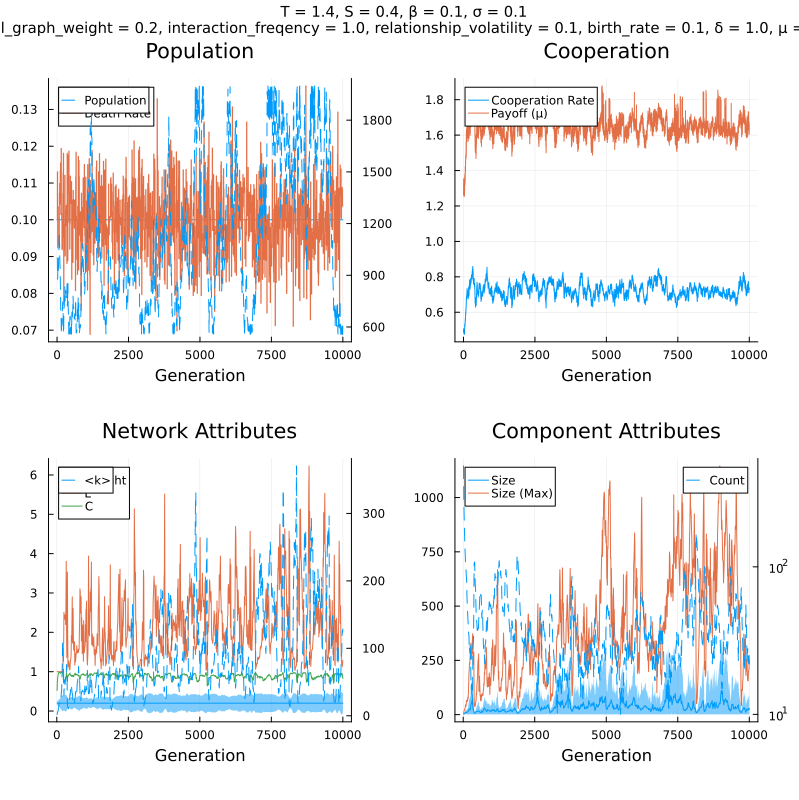 T = 1.4, S = 0.4, β = 0.1, σ = 0.1
l_graph_weight = 0.2, interaction_freqency = 1.0, relationship_volatility = 0.1, birth_rate = 0.1, δ = 1.0, μ =
Population
Cooperation
Population
Death Rate
0.13
0.12
0.11
0.10
0.09
0.08
0.07
1800
1500
1200
900
600
0
2500
5000
7500
10000
Generation
Cooperation Rate
Payoff (μ)
1.8
1.6
1.4
1.2
1.0
0.8
0.6
0
2500
5000
7500
10000
Generation
Network Attributes
Component Attributes
<k>
ht
L
C
6
5
4
3
2
1
0
300
200
100
0
0
2500
5000
7500
10000
Generation
Size
Size (Max)
Count
1000
750
500
250
0
10²
10¹
0
2500
5000
7500
10000
Generation